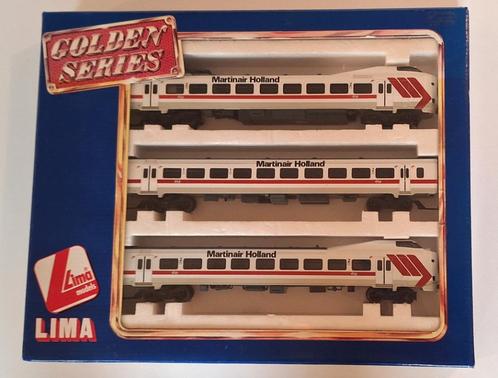 GOLDEN
SERIES
Martinair Holland
Martinair Holland
Martinair Holland
Lima
models
LIMA